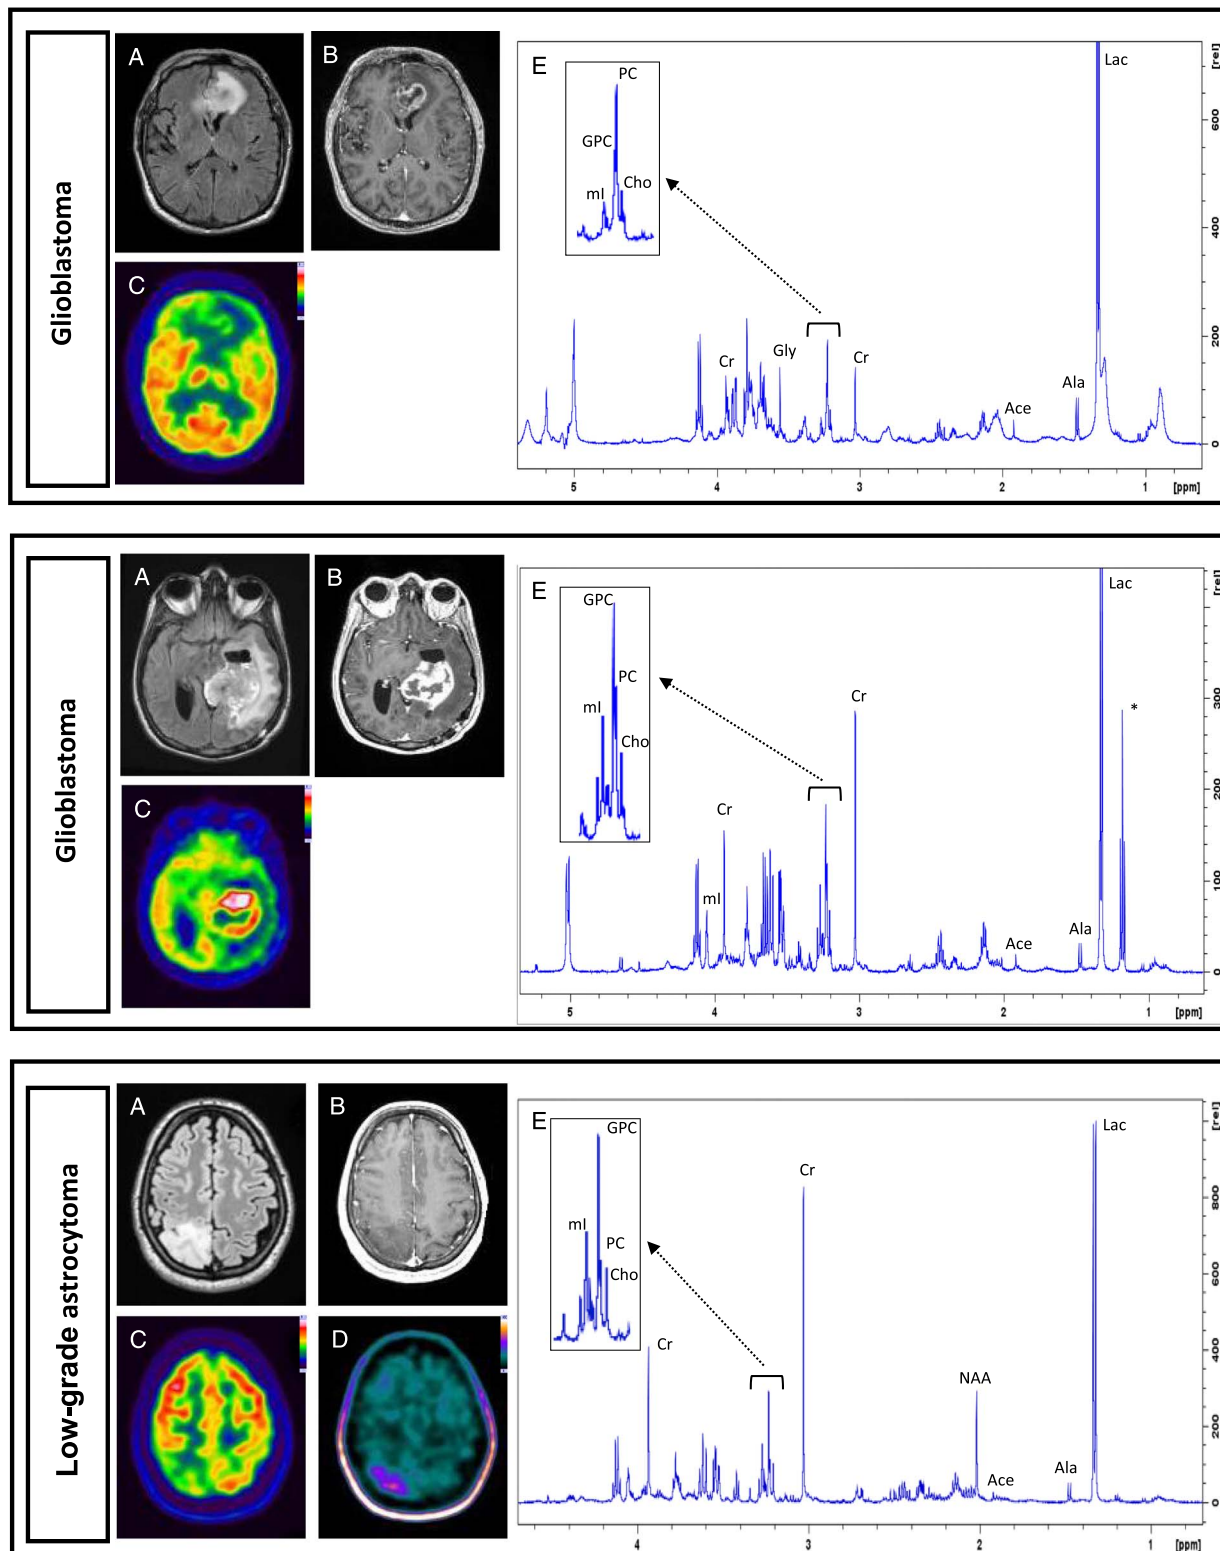 Glioblastoma
A
B
C
E
PC
GPC
mI
Cho
Lac
Cr
Gly
Cr
Ace
Ala
[rel]
600
400
200
0
5
4
3
2
1
[ppm]
Glioblastoma
A
B
C
E
GPC
PC
mI
Cho
Lac
*
Cr
Cr
mI
Ace
Ala
[rel]
300
200
100
0
5
4
3
2
1
[ppm]
Low-grade astrocytoma
A
B
C
D
E
GPC
mI
PC
Cho
Lac
Cr
Cr
NAA
Ace
Ala
[rel]
800
600
400
200
0
4
3
2
1
[ppm]